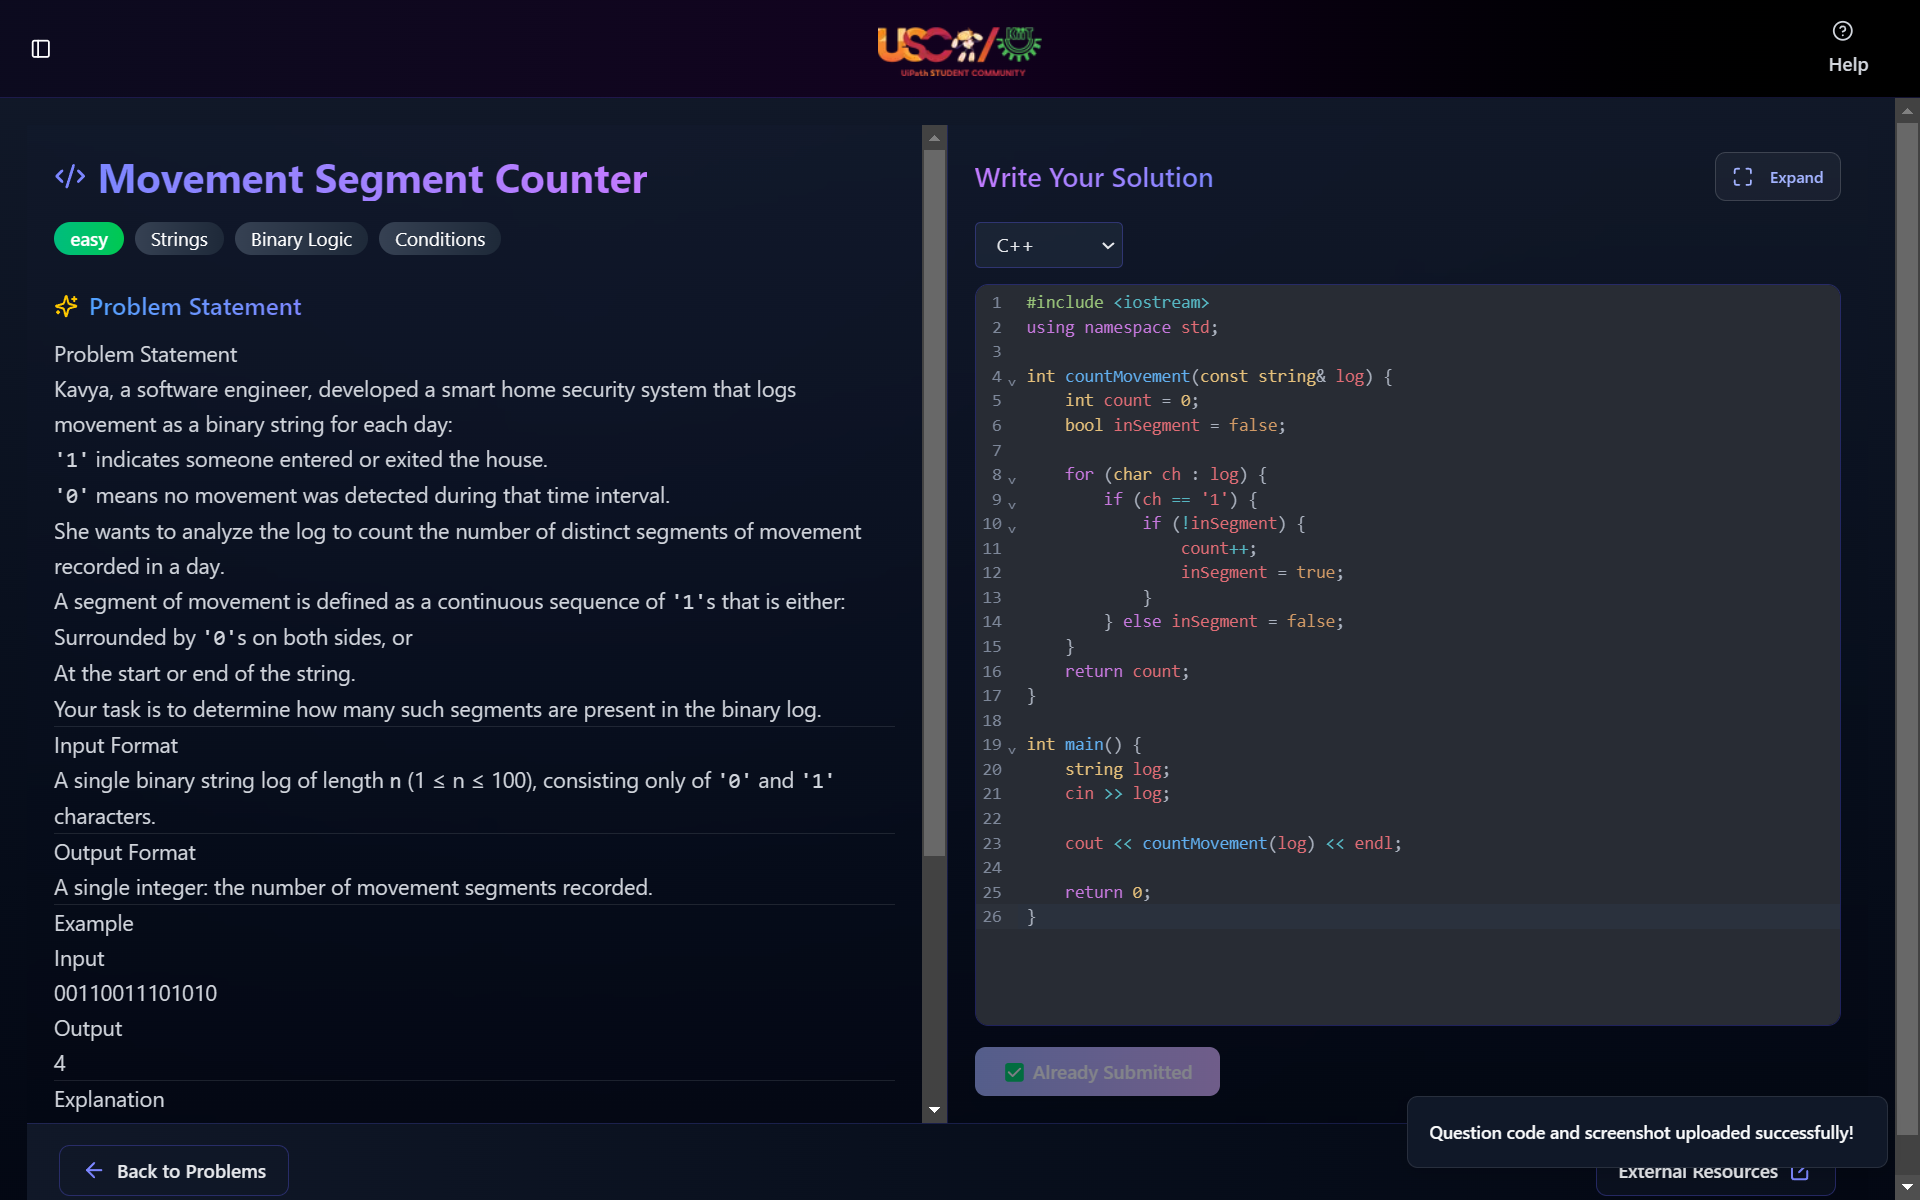 USC/
UiPath STUDENT COMMUNITY
Help
</> Movement Segment Counter
easy Strings Binary Logic Conditions
Problem Statement
Problem Statement
Kavya, a software engineer, developed a smart home security system that logs
movement as a binary string for each day:
'1' indicates someone entered or exited the house.
'0' means no movement was detected during that time interval.
She wants to analyze the log to count the number of distinct segments of movement
recorded in a day.
A segment of movement is defined as a continuous sequence of '1's that is either:
Surrounded by '0's on both sides, or
At the start or end of the string.
Your task is to determine how many such segments are present in the binary log.
Input Format
A single binary string log of length n (1 ≤ n ≤ 100), consisting only of '0' and '1'
characters.
Output Format
A single integer: the number of movement segments recorded.
Example
Input
00110011101010
Output
4
Explanation
Back to Problems
Write Your Solution
Expand
C++
1 #include <iostream>
2 using namespace std;
3
4 int countMovement(const string& log) {
5     int count = 0;
6     bool inSegment = false;
7
8     for (char ch : log) {
9         if (ch == '1') {
10             if (!inSegment) {
11                 count++;
12                 inSegment = true;
13             }
14         } else inSegment = false;
15     }
16     return count;
17 }
18
19 int main() {
20     string log;
21     cin >> log;
22
23     cout << countMovement(log) << endl;
24
25     return 0;
26 }
Already Submitted
Question code and screenshot uploaded successfully!
External Resources